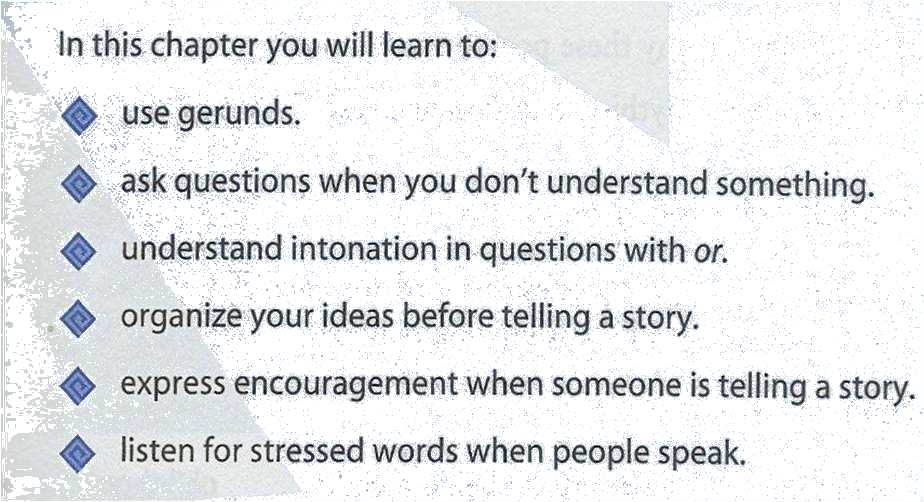 In this chapter you will learn to:
use gerunds.
ask questions when you don't understand something.
understand intonation in questions with or.
organize your ideas before telling a story.
express encouragement when someone is telling a story.
listen for stressed words when people speak.